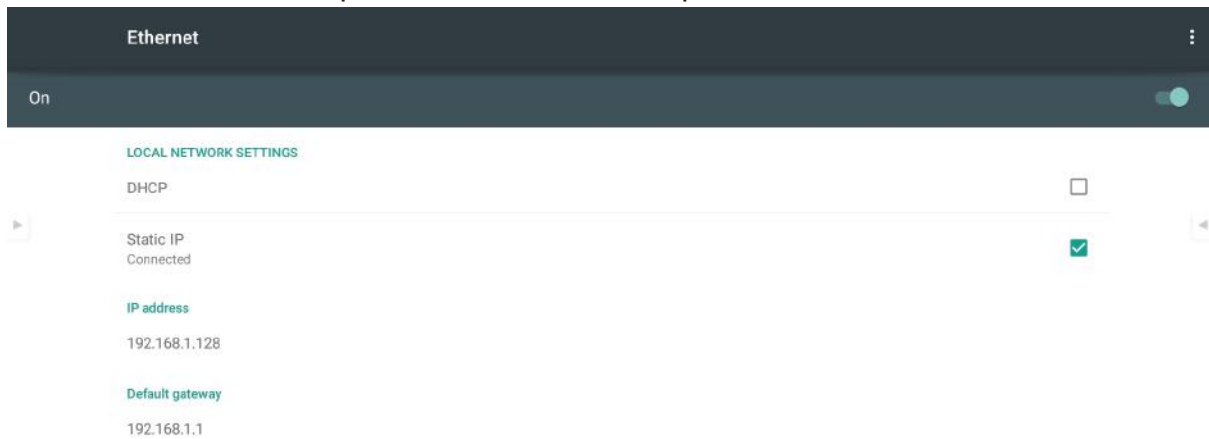 Ethernet
On
LOCAL NETWORK SETTINGS
DHCP
Static IP
Connected
IP address
192.168.1.128
Default gateway
192.168.1.1